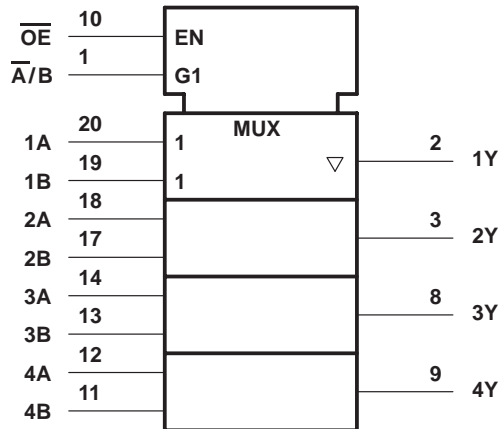 O̅E̅ 10 EN
A̅/B 1 G1
MUX
1A 20 1
2 1Y
1B 19 1
2A 18
3 2Y
2B 17
3A 14
8 3Y
3B 13
4A 12
9 4Y
4B 11